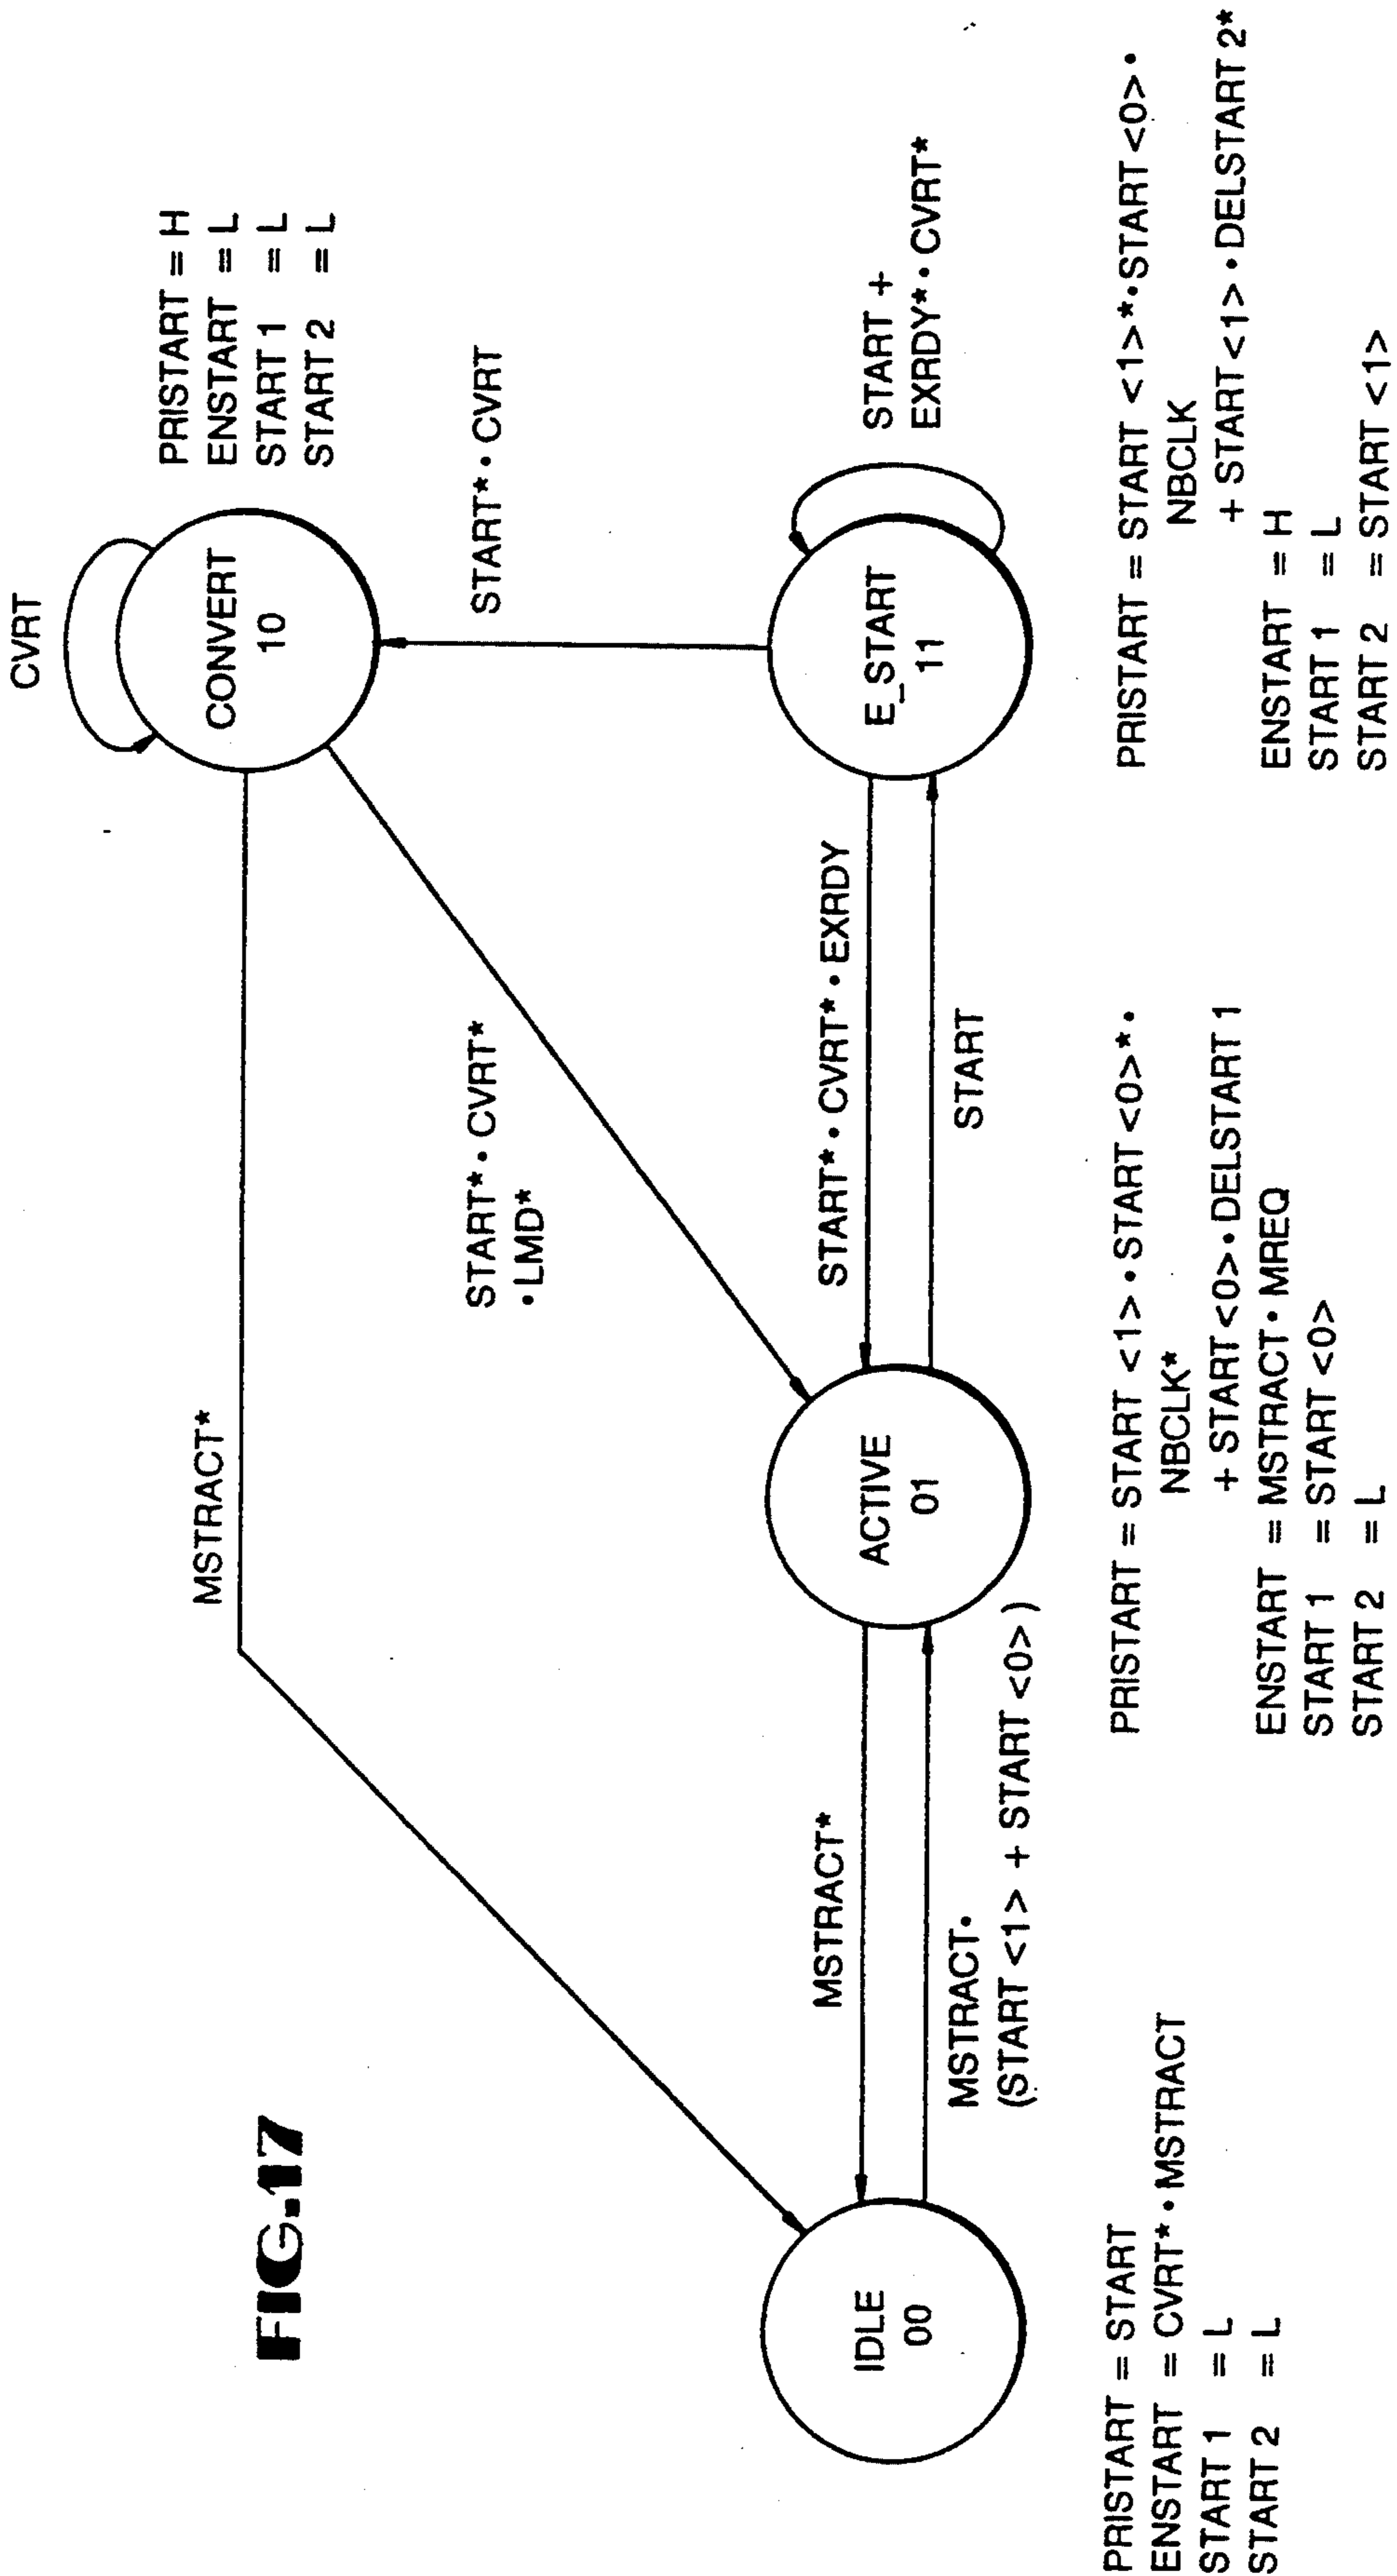 FIG.17
CVRT
CONVERT
10
PRISTART = H
ENSTART = L
START 1 = L
START 2 = L
MSTRACT*
START* • CVRT*
• LMD*
START* • CVRT
MSTRACT*
MSTRACT•
(START <1> + START <0> )
START* • CVRT* • EXRDY
START
START +
EXRDY* • CVRT*
IDLE
00
ACTIVE
01
E_START
11
PRISTART = START
ENSTART = CVRT* • MSTRACT
START 1 = L
START 2 = L
PRISTART = START <1> • START <0>* •
NBCLK*
+ START <0> • DELSTART 1
ENSTART = MSTRACT • MREQ
START 1 = START <0>
START 2 = L
PRISTART = START <1>* • START <0> •
NBCLK
+ START <1> • DELSTART 2*
ENSTART = H
START 1 = L
START 2 = START <1>